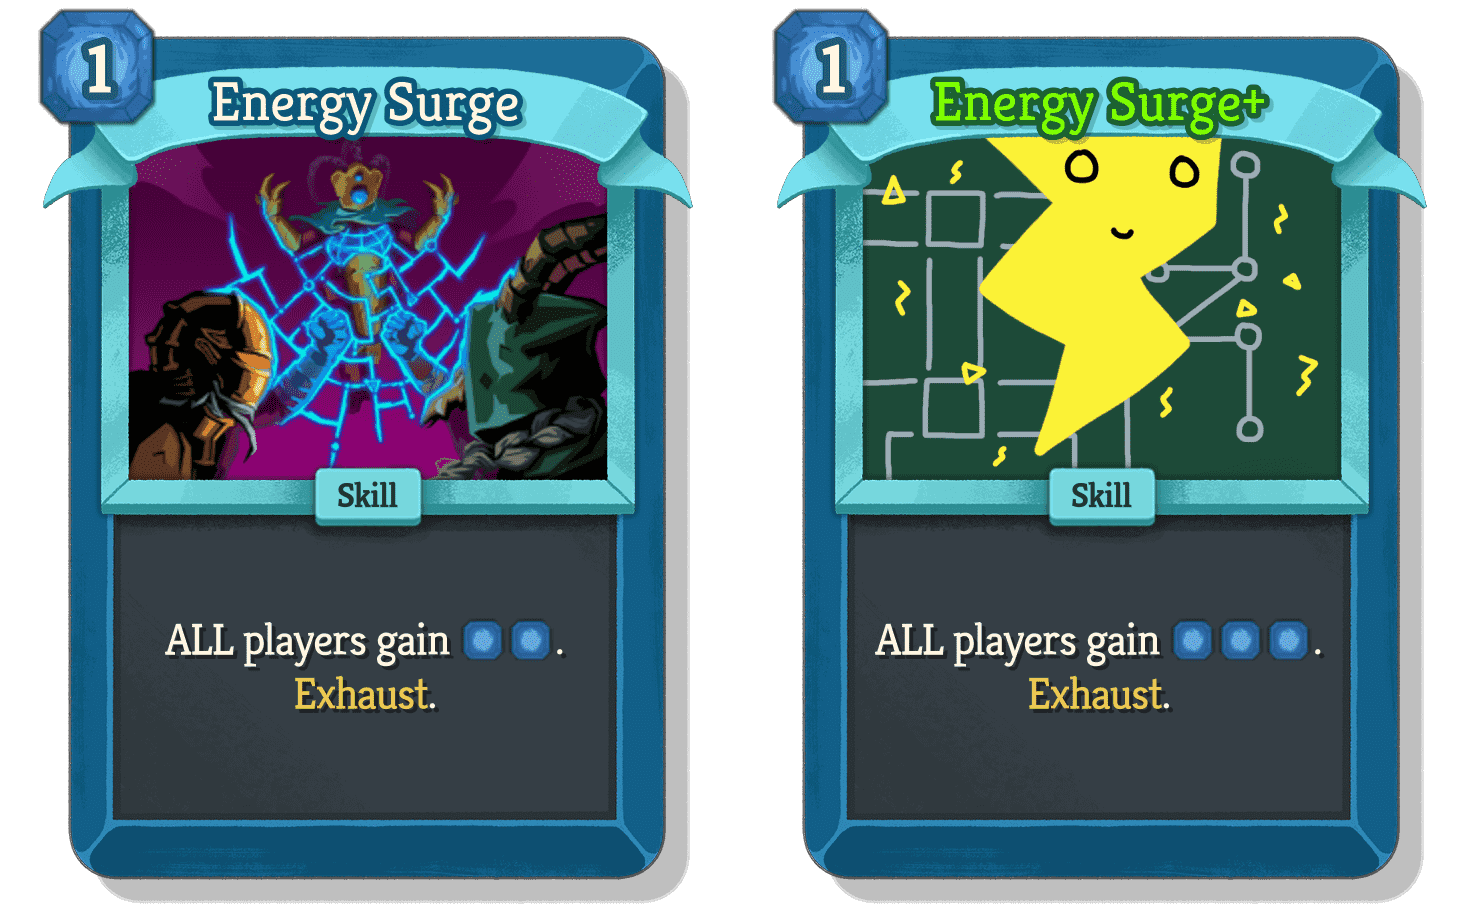 1
Energy Surge
Skill
ALL players gain .
Exhaust.
1
Energy Surge+
Skill
ALL players gain .
Exhaust.